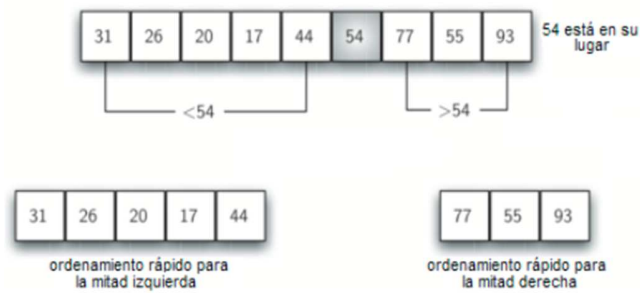 31 26 20 17 44 54 77 55 93
54 está en su
lugar
<54
>54
31 26 20 17 44
77 55 93
ordenamiento rápido para
la mitad izquierda
ordenamiento rápido para
la mitad derecha